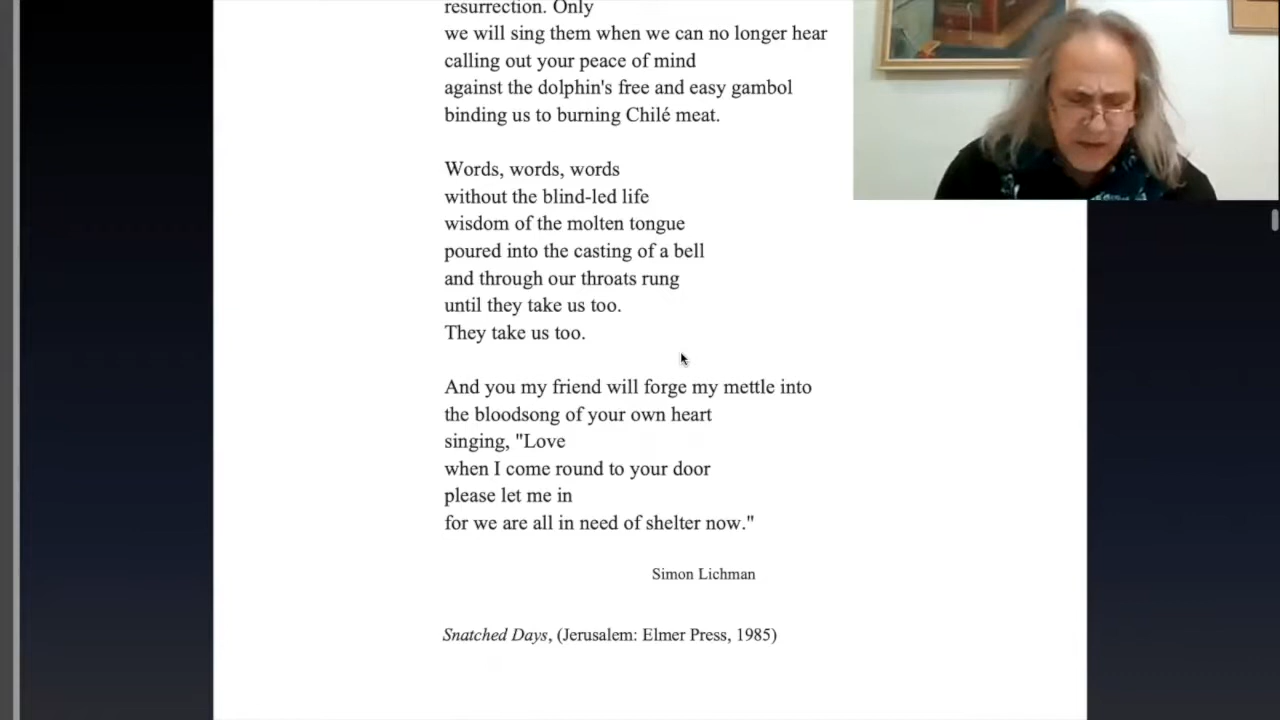 resurrection. Only
we will sing them when we can no longer hear
calling out your peace of mind
against the dolphin's free and easy gambol
binding us to burning Chilé meat.
Words, words, words
without the blind-led life
wisdom of the molten tongue
poured into the casting of a bell
and through our throats rung
until they take us too.
They take us too.
And you my friend will forge my mettle into
the bloodsong of your own heart
singing, "Love
when I come round to your door
please let me in
for we are all in need of shelter now."
Simon Lichman
Snatched Days, (Jerusalem: Elmer Press, 1985)